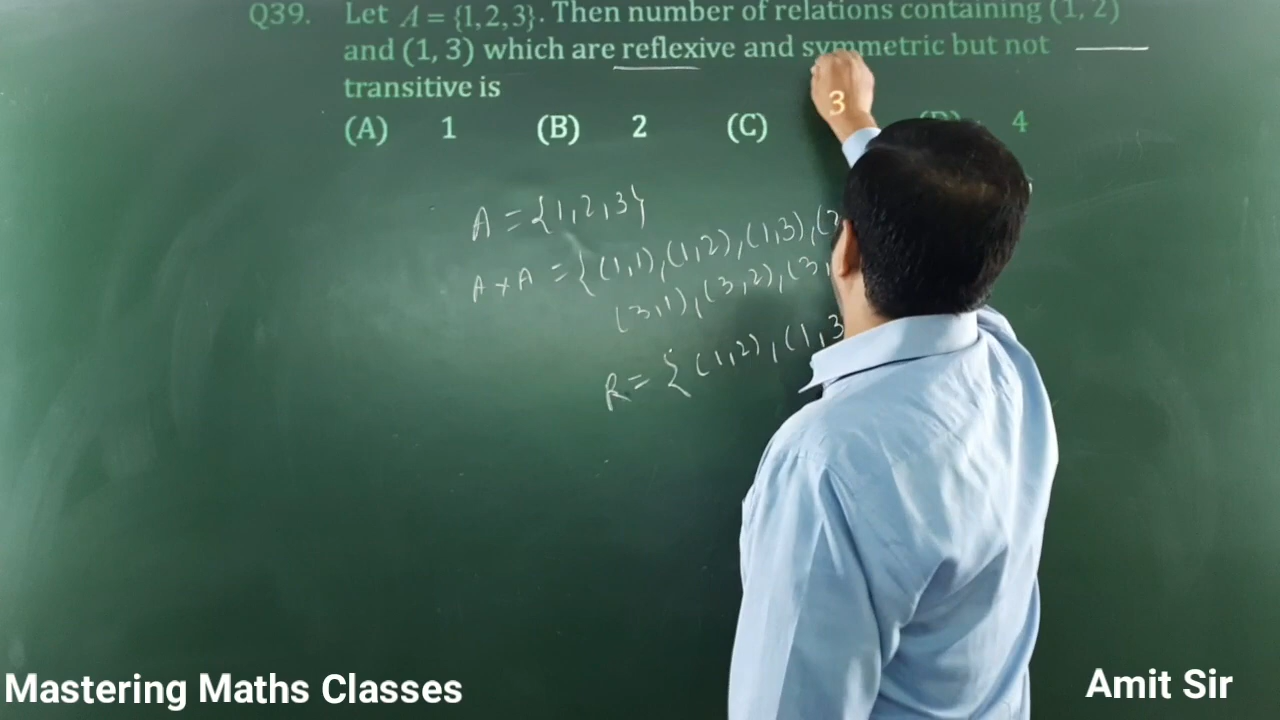 Q39. Let A = {1, 2, 3}. Then number of relations containing (1, 2)
and (1, 3) which are reflexive and symmetric but not
transitive is
(A) 1 (B) 2 (C) 3 (D) 4
A = {1,2,3}
A × A = {(1,1),(1,2),(1,3),(2
(3,1),(3,2),(3,
R = {(1,2),(1,3
Mastering Maths Classes
Amit Sir